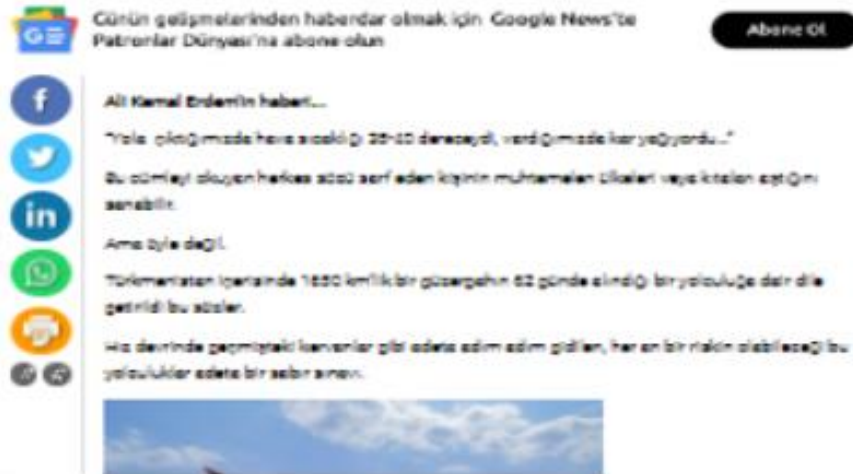 Günün gelişmelerinden haberdar olmak için Google News'te
Patronlar Dünyası'na abone olun
Abone Ol
Ali Kemal Erdem'in haberi...
"Yola çıktığımızda hava sıcaklığı 35-40 dereceydi, vardığımızda kar yağıyordu..."
Bu cümleyi okuyan herkes sözü sarf eden kişinin muhtemelen ülkeleri veya kıtaları aştığını
sanabilir.
Ama öyle değil.
Türkmenistan içerisinde km'lik bir güzergahın 62 günde alındığı bir yolculuğa dair dile
getirildi bu sözler.
Hız devrinde geçmişteki kervanlar gibi adeta adım adım gidilen, her an bir riskin olabileceği bu
yolculuklar adeta bir sabır sınavı.